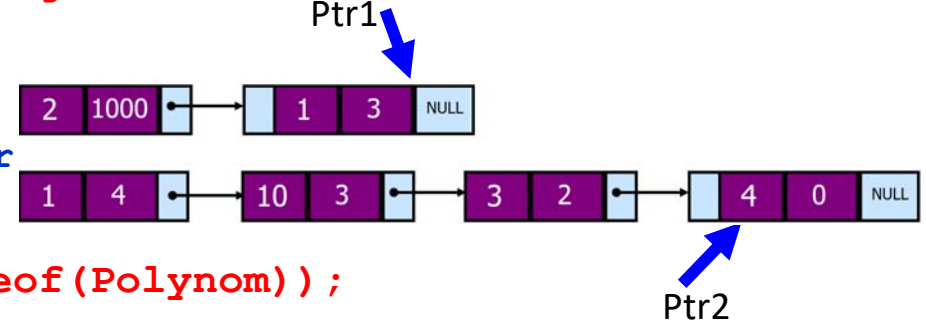 Ptr1
2 1000 1 3 NULL
r
1 4 10 3 3 2 4 0 NULL
eof(Polynom));
Ptr2